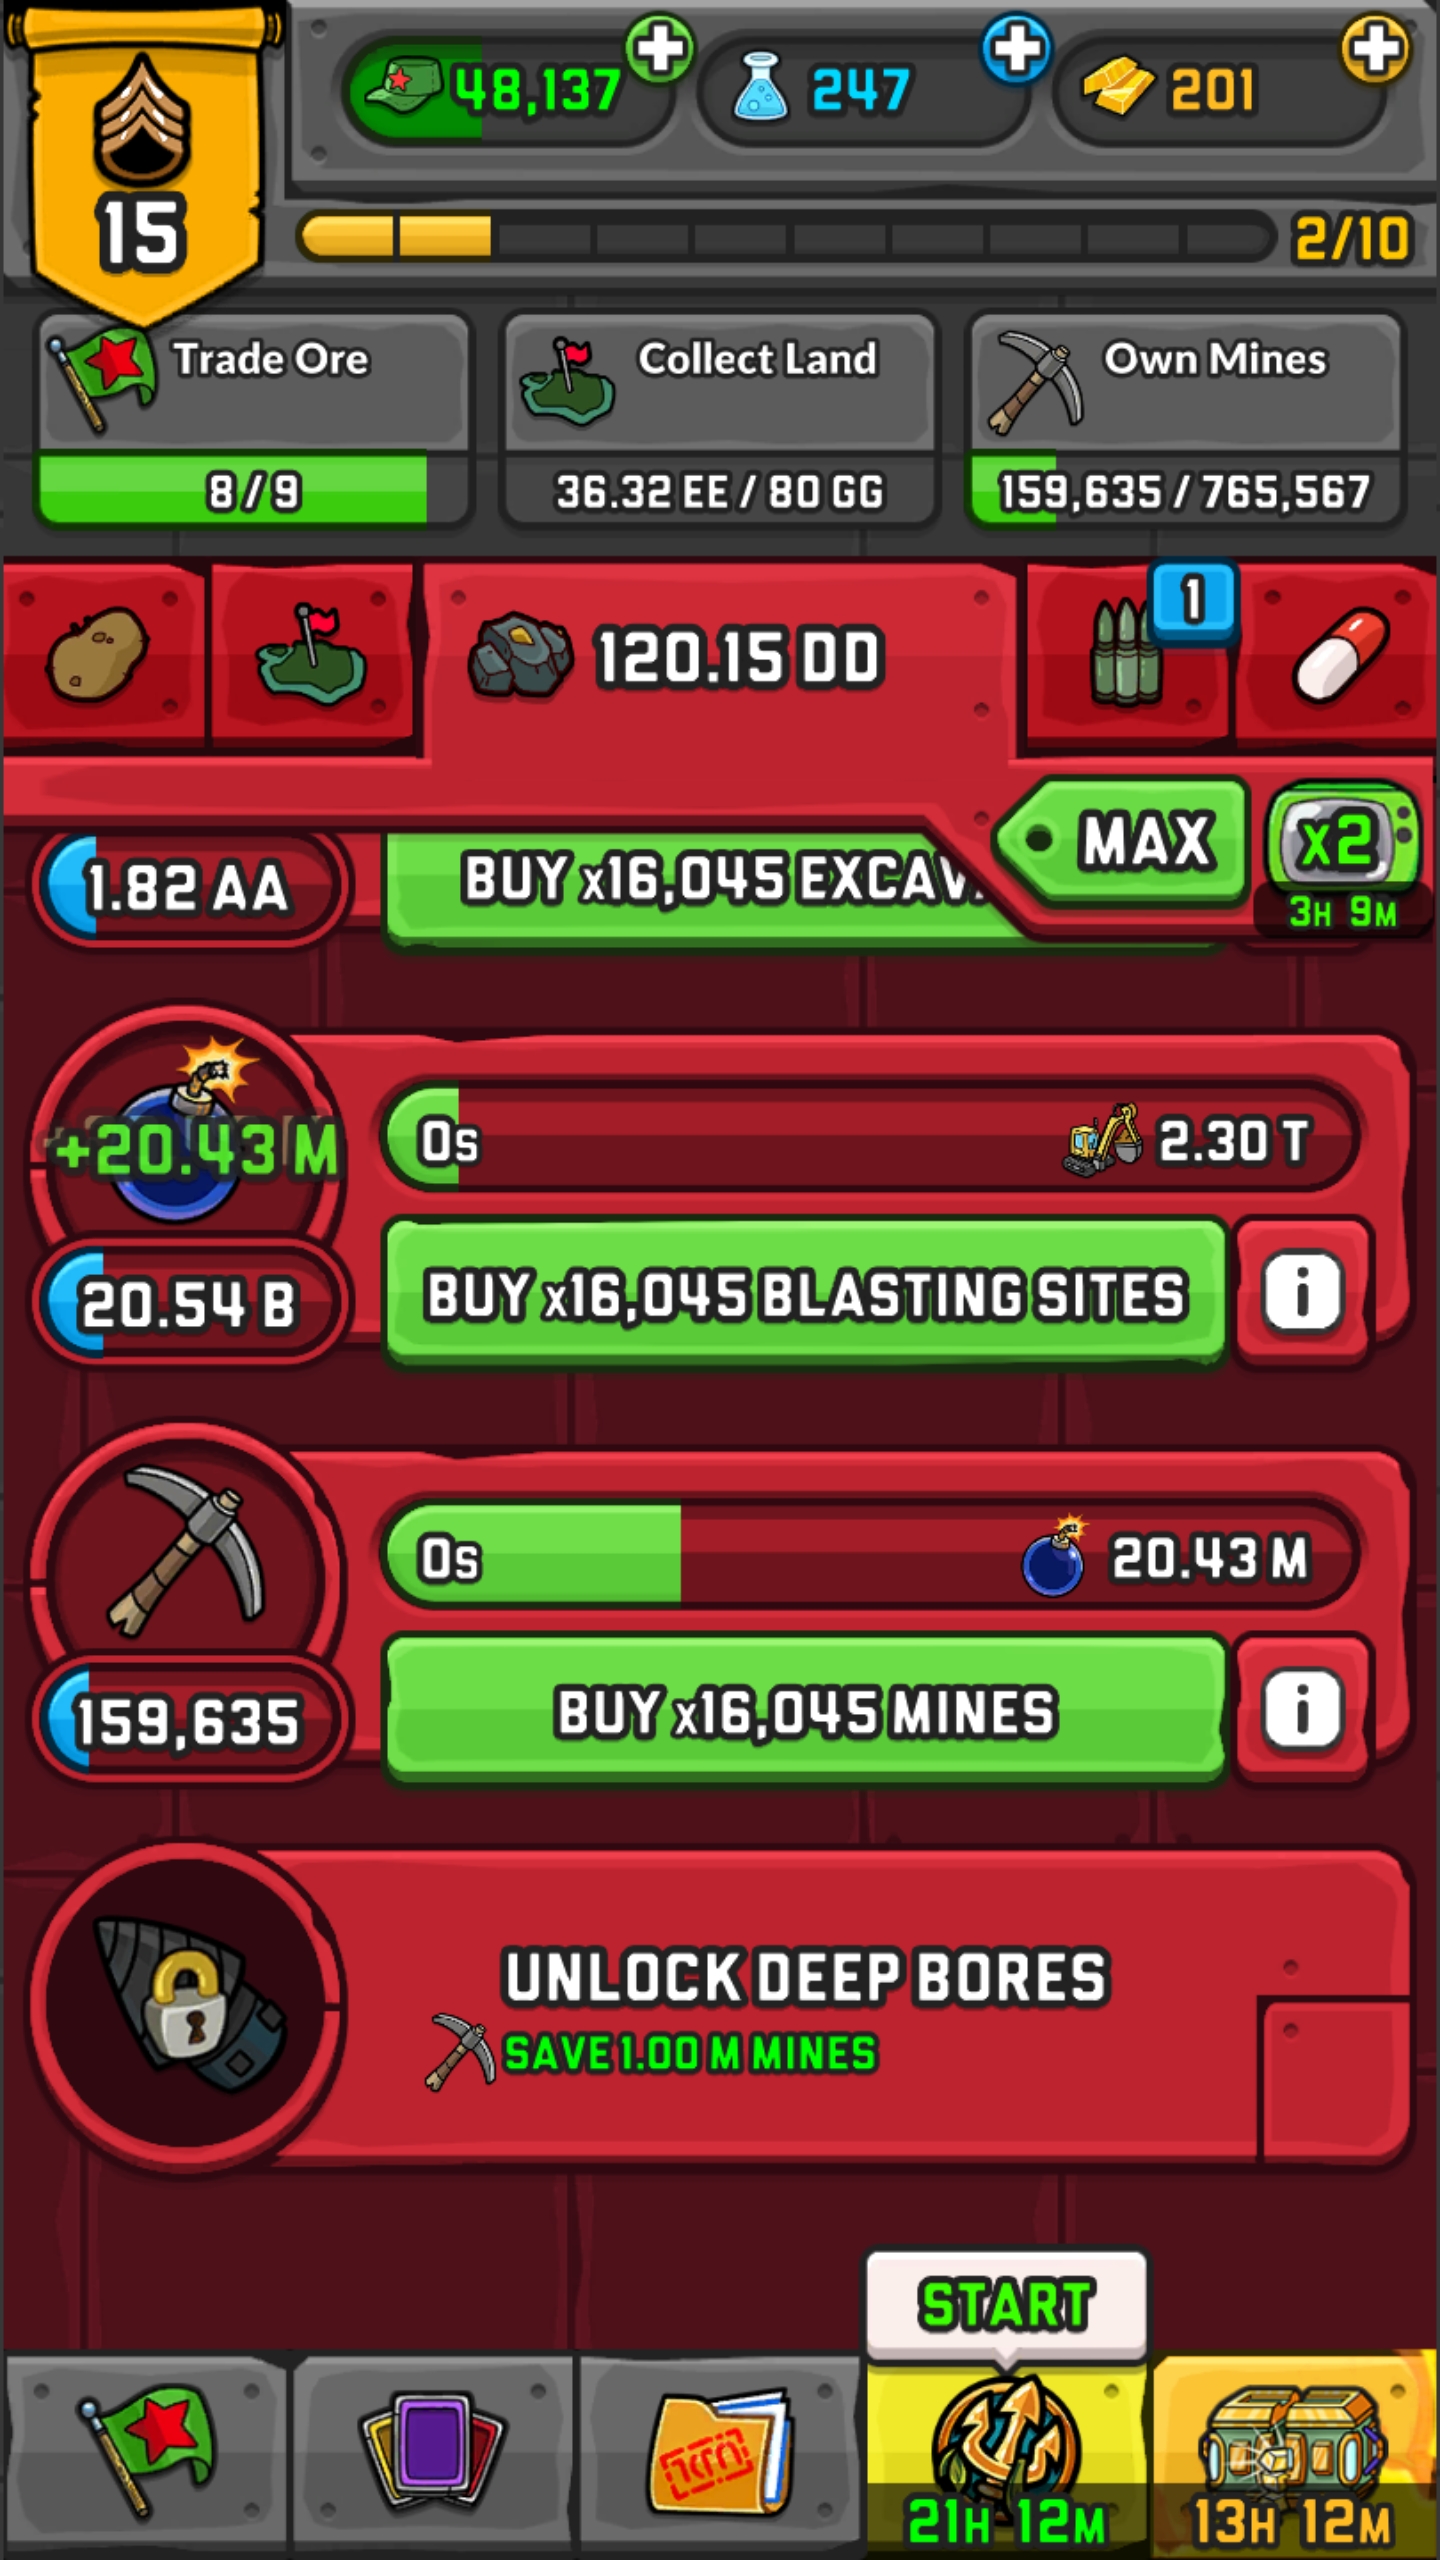 48,137
247
201
15
2/10
Trade Ore
Collect Land
Own Mines
8/9
36.32 EE / 80 GG
159,635 / 765,567
120.15 DD
1
MAX
x2
3H 9M
1.82 AA
BUY x16,045
+20.43 M
0s
2.30 T
20.54 B
BUY x16,045 BLASTING SITES
i
0s
20.43 M
159,635
BUY x16,045 MINES
i
UNLOCK DEEP BORES
SAVE 1.00 M MINES
START
21H 12M
13H 12M